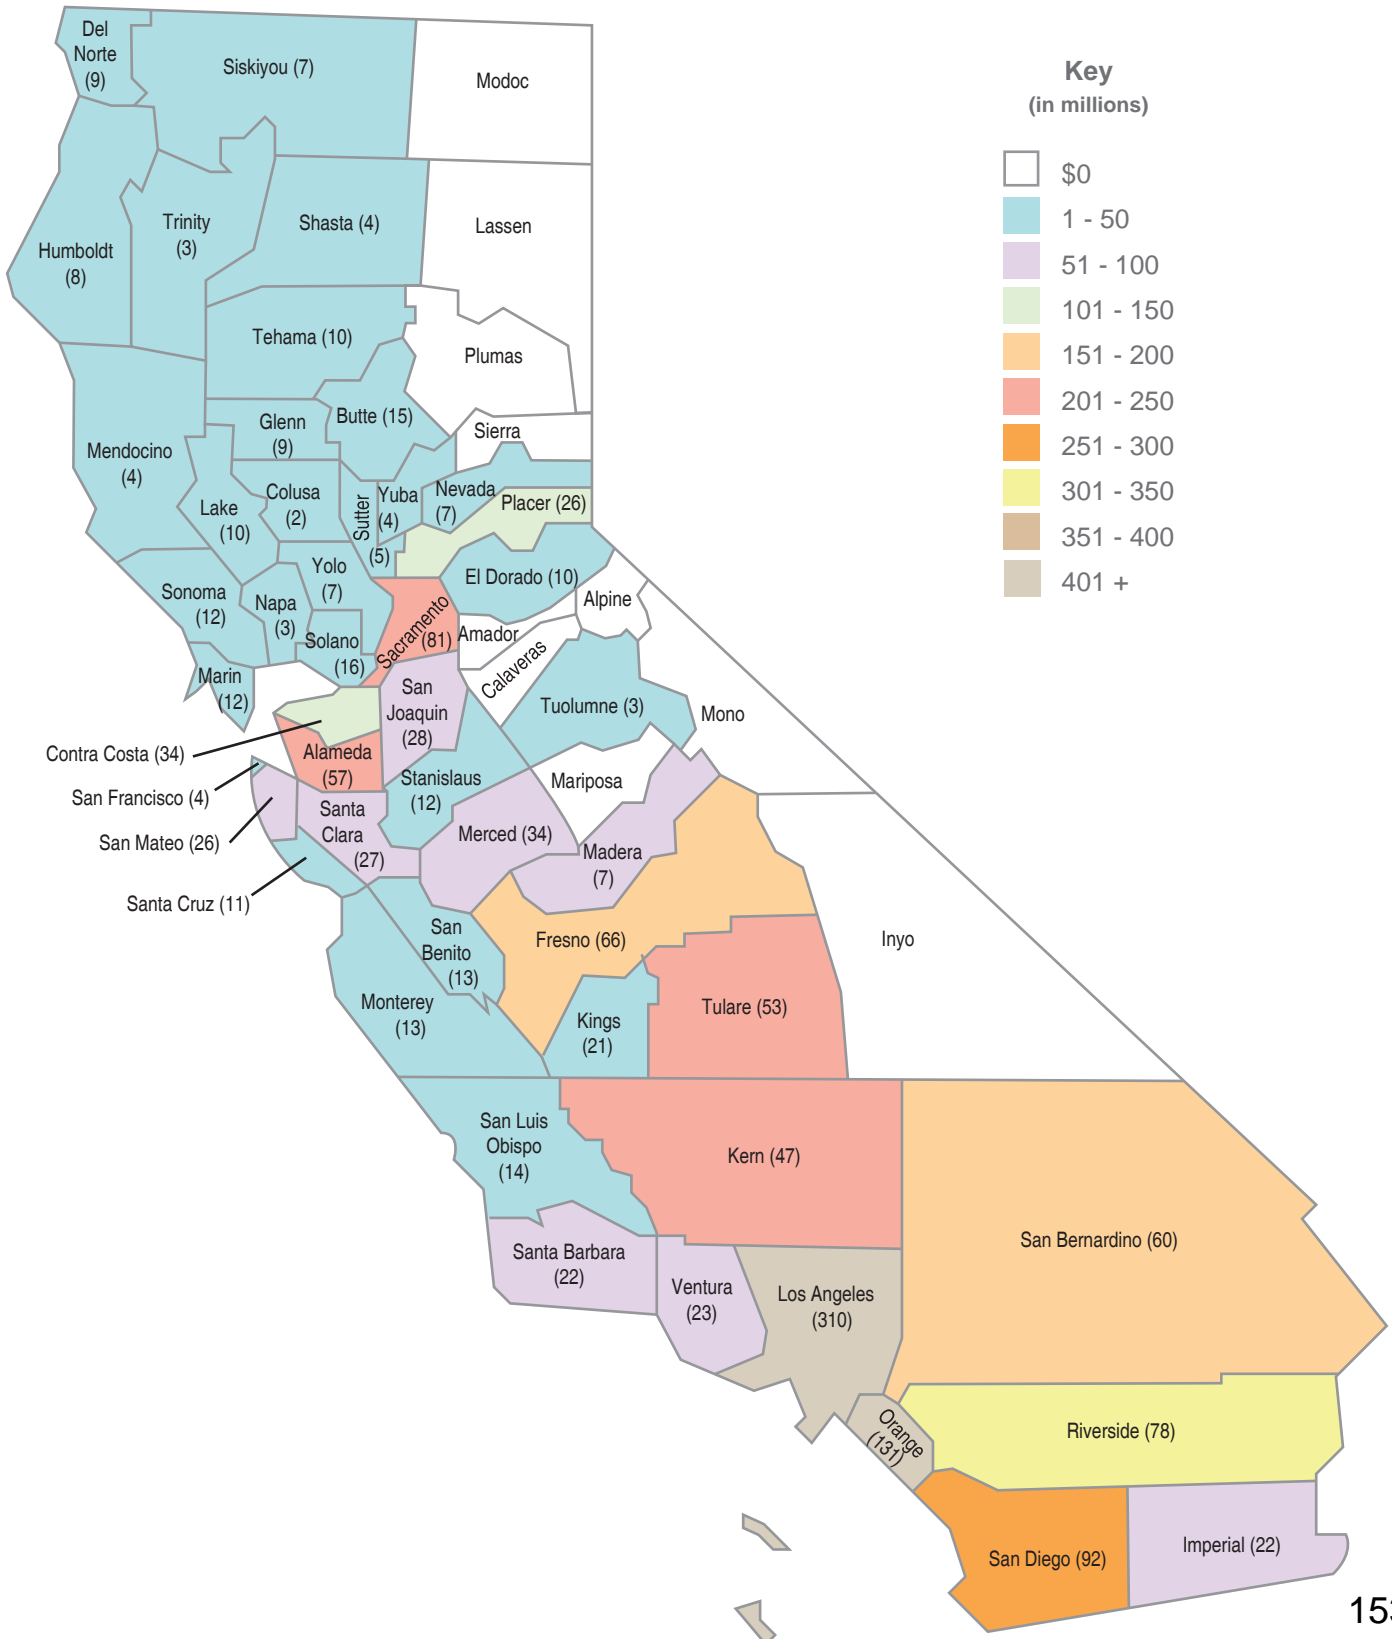 Del
Norte
(9)
Siskiyou (7)
Modoc
Key
(in millions)
$0
1 - 50
51 - 100
101 - 150
151 - 200
201 - 250
251 - 300
301 - 350
351 - 400
401 +
Humboldt
(8)
Trinity
(3)
Shasta (4)
Lassen
Tehama (10)
Plumas
Mendocino
(4)
Glenn
(9)
Butte (15)
Sierra
Lake
(10)
Colusa
(2)
Sutter
(5)
Yuba
(4)
Nevada
(7)
Placer (26)
Sonoma
(12)
Napa
(3)
Yolo
(7)
El Dorado (10)
Alpine
Solano
(16)
Sacramento
(81)
Amador
Calaveras
Marin
(12)
San
Joaquin
(28)
Tuolumne (3)
Mono
Contra Costa (34)
Alameda
(57)
San Francisco (4)
Stanislaus
(12)
Mariposa
San Mateo (26)
Santa
Clara
(27)
Merced (34)
Madera
(7)
Santa Cruz (11)
San
Benito
(13)
Fresno (66)
Inyo
Monterey
(13)
Kings
(21)
Tulare (53)
San Luis
Obispo
(14)
Kern (47)
San Bernardino (60)
Santa Barbara
(22)
Ventura
(23)
Los Angeles
(310)
Orange
(131)
Riverside (78)
San Diego (92)
Imperial (22)